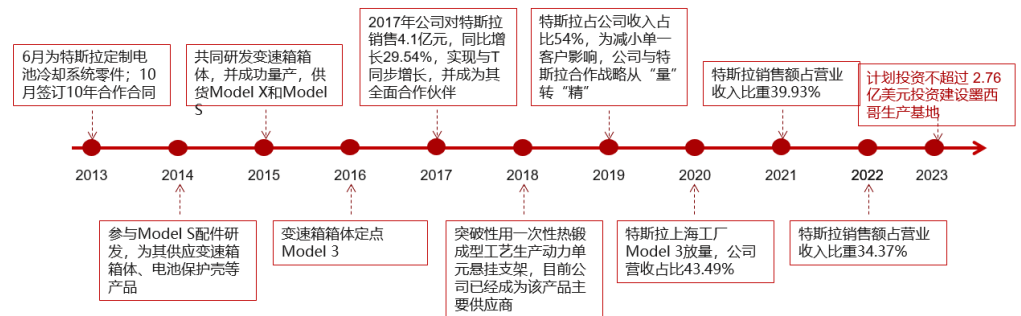 6月为特斯拉定制电
池冷却系统零件；10
月签订10年合作合同
共同研发变速箱箱
体，并成功量产，供
货Model X和Model
S
2017年公司对特斯拉
销售4.1亿元，同比增
长29.54%，实现与T
同步增长，并成为其
全面合作伙伴
特斯拉占公司收入占
比54%，为减小单一
客户影响，公司与特
斯拉合作战略从“量”
转“精”
特斯拉销售额占营业
收入比重39.93%
计划投资不超过 2.76
亿美元投资建设墨西
哥生产基地
2013
2014
2015
2016
2017
2018
2019
2020
2021
2022
2023
参与Model S配件研
发，为其供应变速箱
箱体、电池保护壳等
产品
变速箱箱体定点
Model 3
突破性用一次性热锻
成型工艺生产动力单
元悬挂支架，目前公
司已经成为该产品主
要供应商
特斯拉上海工厂
Model 3放量，公司
营收占比43.49%
特斯拉销售额占营业
收入比重34.37%